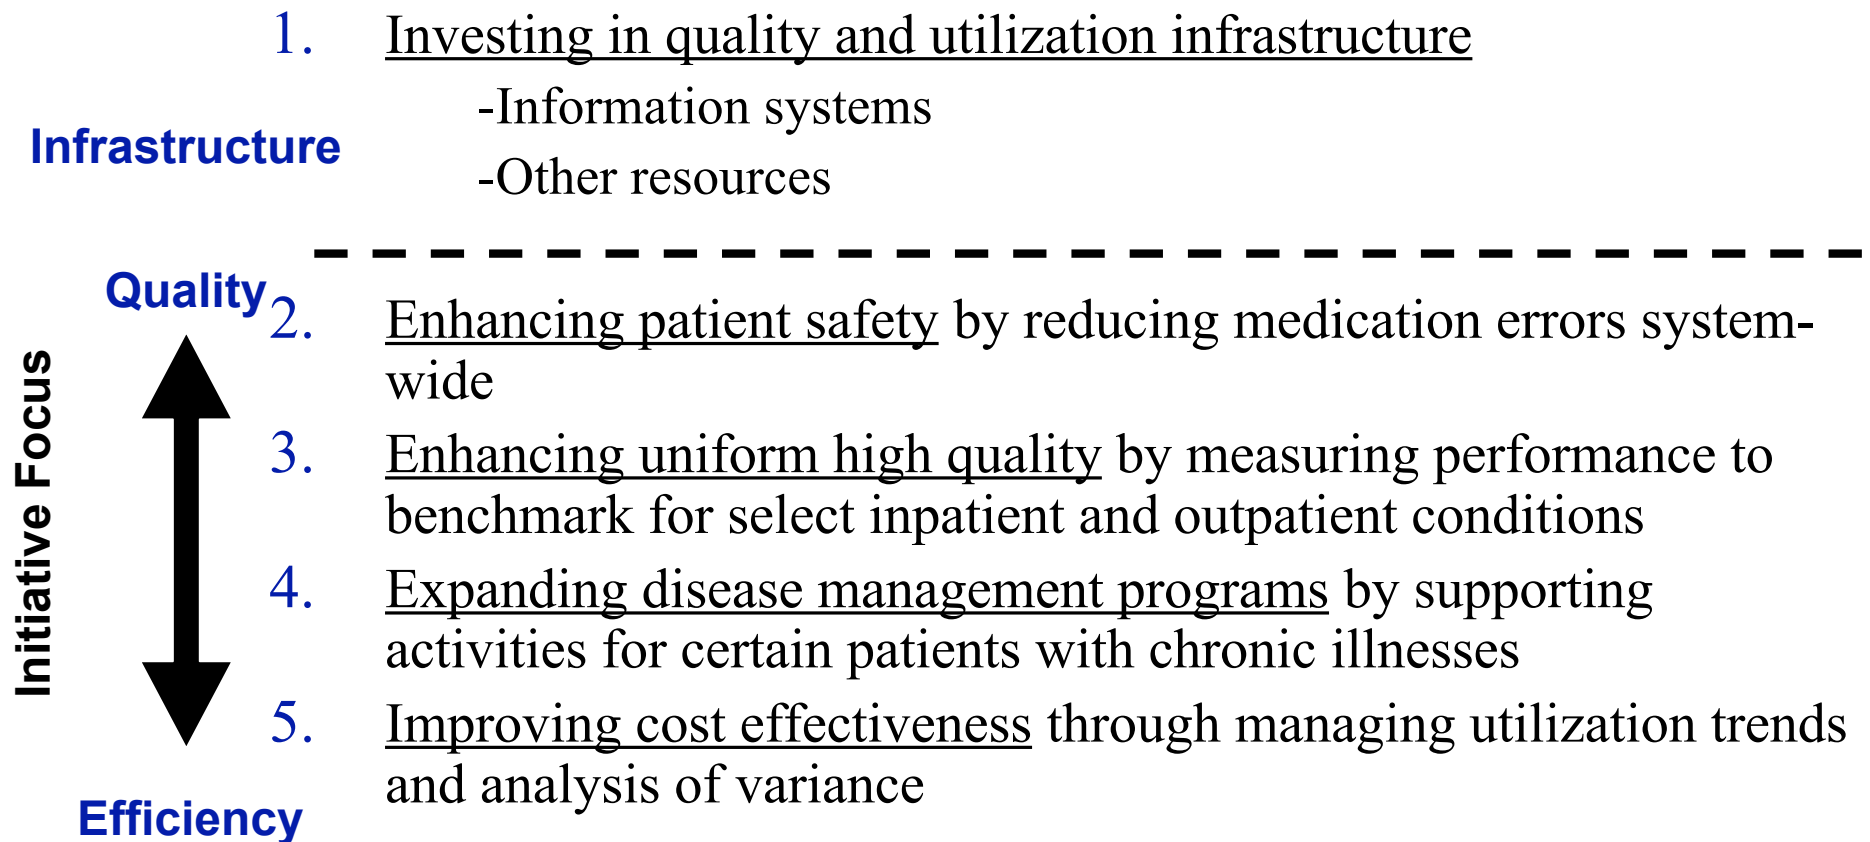 1. Investing in quality and utilization infrastructure
-Information systems
Infrastructure
-Other resources
Quality
2. Enhancing patient safety by reducing medication errors system-
wide
3. Enhancing uniform high quality by measuring performance to
benchmark for select inpatient and outpatient conditions
Initiative Focus
4. Expanding disease management programs by supporting
activities for certain patients with chronic illnesses
5. Improving cost effectiveness through managing utilization trends
and analysis of variance
Efficiency